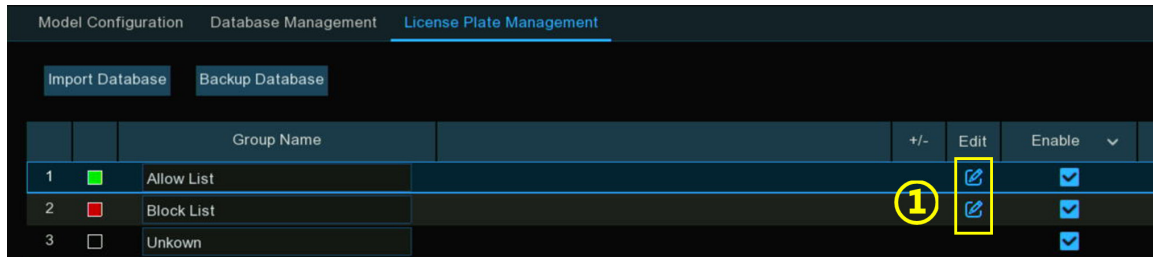 Model Configuration Database Management License Plate Management
Import Database Backup Database
Group Name +/- Edit Enable
1 Allow List
2 Block List
3 Unkown
①